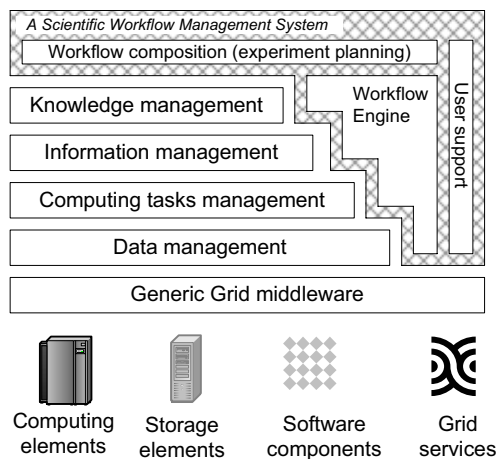 A Scientific Workflow Management System
Workflow composition (experiment planning)
Knowledge management
Workflow
Engine
User support
Information management
Computing tasks management
Data management
Generic Grid middleware
Computing
elements
Storage
elements
Software
components
Grid
services